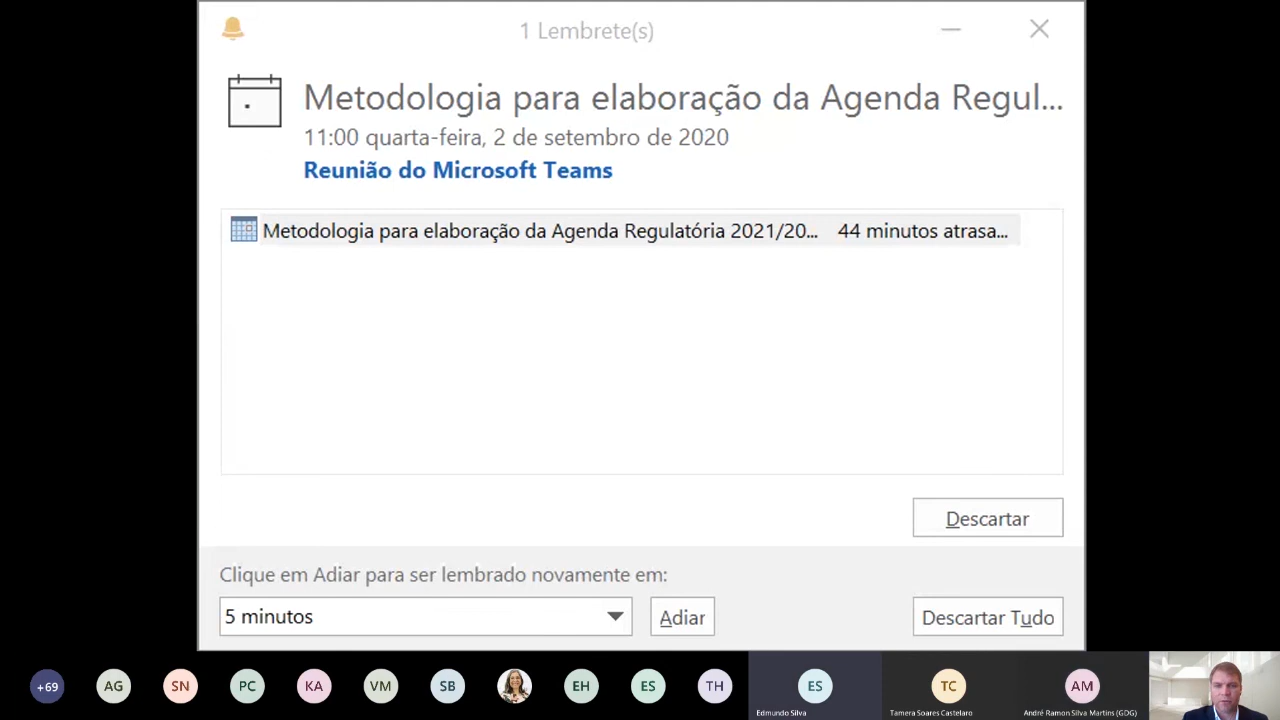 1 Lembrete(s)
Metodologia para elaboração da Agenda Regul...
11:00 quarta-feira, 2 de setembro de 2020
Reunião do Microsoft Teams
Metodologia para elaboração da Agenda Regulatória 2021/20... 44 minutos atrasa...
Descartar
Clique em Adiar para ser lembrado novamente em:
5 minutos Adiar Descartar Tudo
+69 AG SN PC KA VM SB EH ES TH ES TC AM
Edmundo Silva Tamera Soares Castelaro André Ramon Silva Martins (GDG)